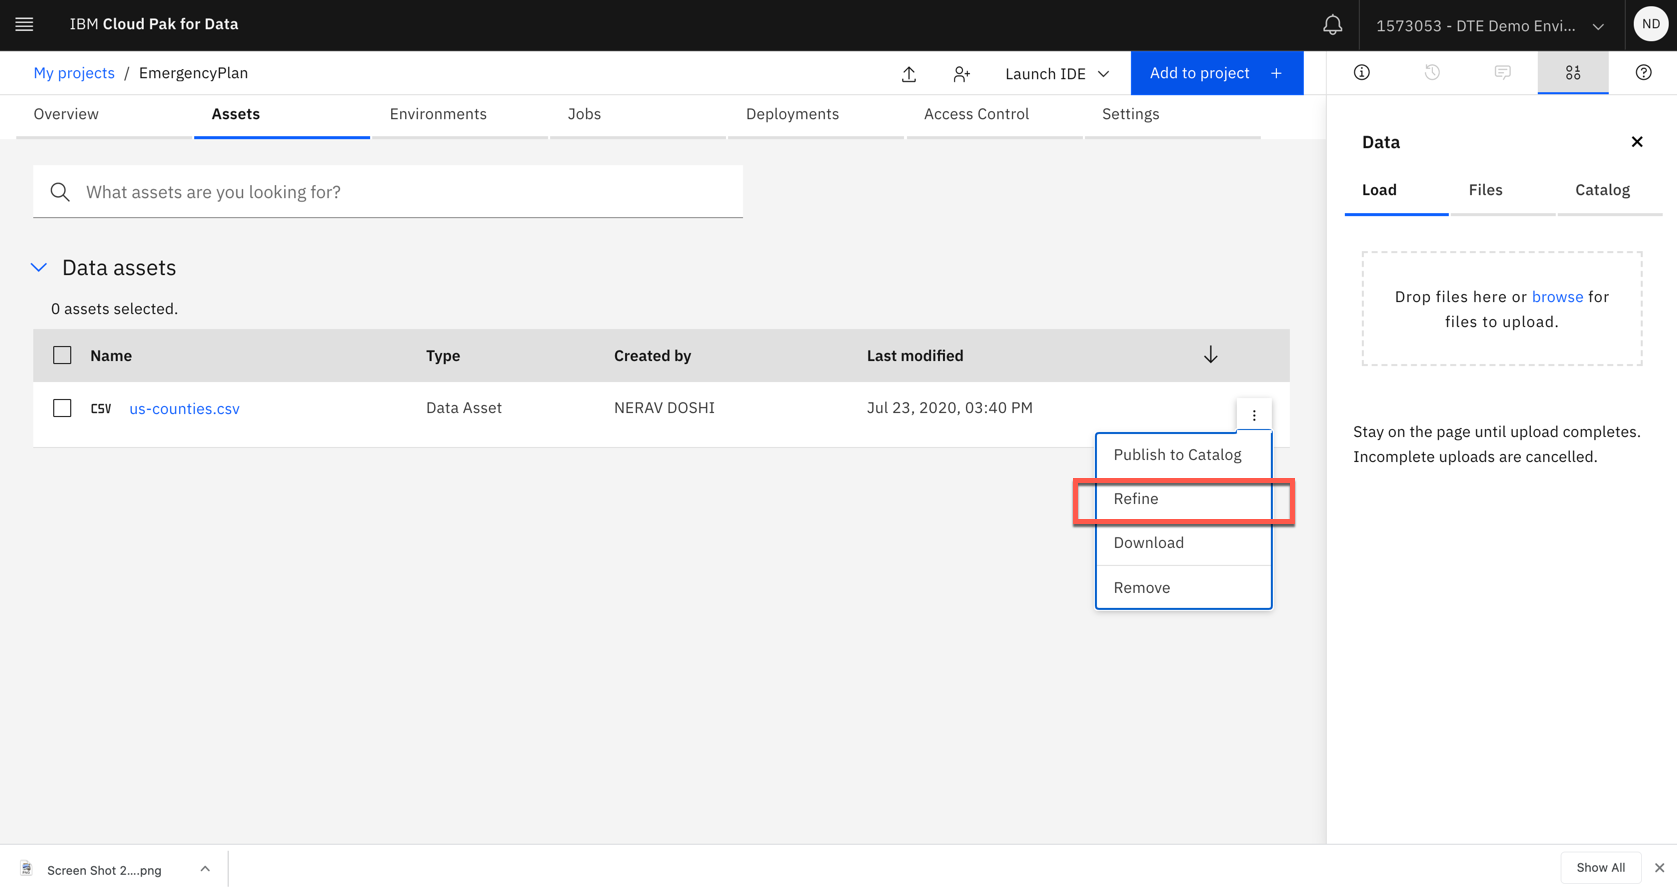 IBM Cloud Pak for Data
1573053 - DTE Demo Envi...
ND
My projects / EmergencyPlan
Launch IDE
Add to project +
Overview
Assets
Environments
Jobs
Deployments
Access Control
Settings
What assets are you looking for?
Data assets
0 assets selected.
Name Type Created by Last modified
CSV us-counties.csv Data Asset NERAV DOSHI Jul 23, 2020, 03:40 PM
Publish to Catalog
Refine
Download
Remove
Data
Load Files Catalog
Drop files here or browse for
files to upload.
Stay on the page until upload completes.
Incomplete uploads are cancelled.
Screen Shot 2....png
Show All